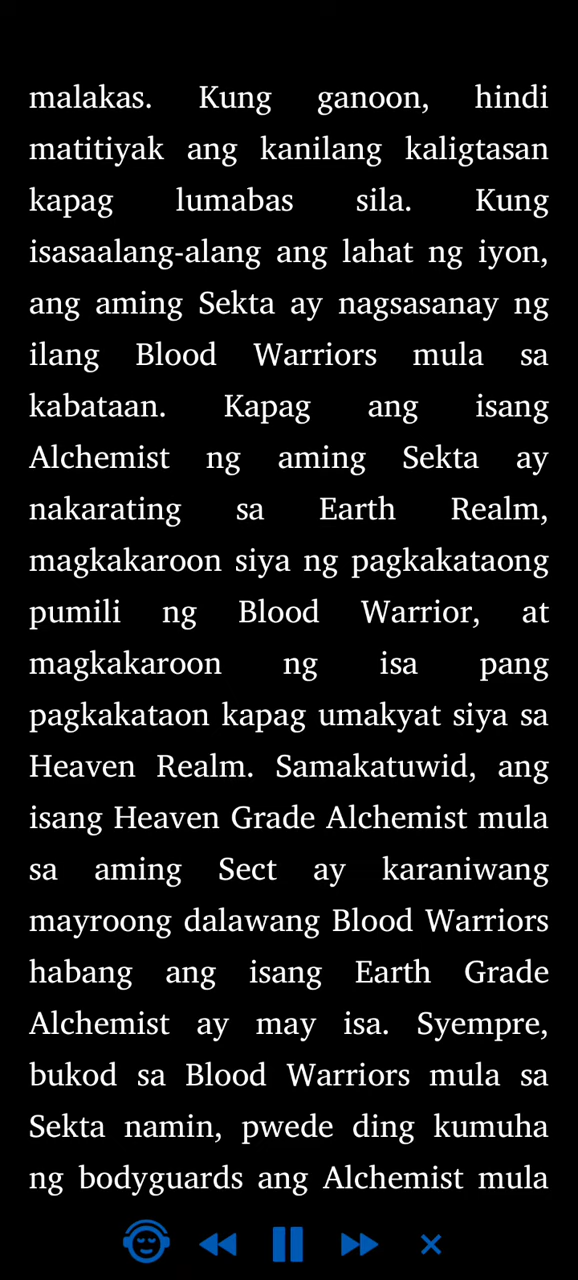 malakas. Kung ganoon, hindi
matitiyak ang kanilang kaligtasan
kapag lumabas sila. Kung
isasaalang-alang ang lahat ng iyon,
ang aming Sekta ay nagsasanay ng
ilang Blood Warriors mula sa
kabataan. Kapag ang isang
Alchemist ng aming Sekta ay
nakarating sa Earth Realm,
magkakaroon siya ng pagkakataong
pumili ng Blood Warrior, at
magkakaroon ng isa pang
pagkakataon kapag umakyat siya sa
Heaven Realm. Samakatuwid, ang
isang Heaven Grade Alchemist mula
sa aming Sect ay karaniwang
mayroong dalawang Blood Warriors
habang ang isang Earth Grade
Alchemist ay may isa. Syempre,
bukod sa Blood Warriors mula sa
Sekta namin, pwede ding kumuha
ng bodyguards ang Alchemist mula